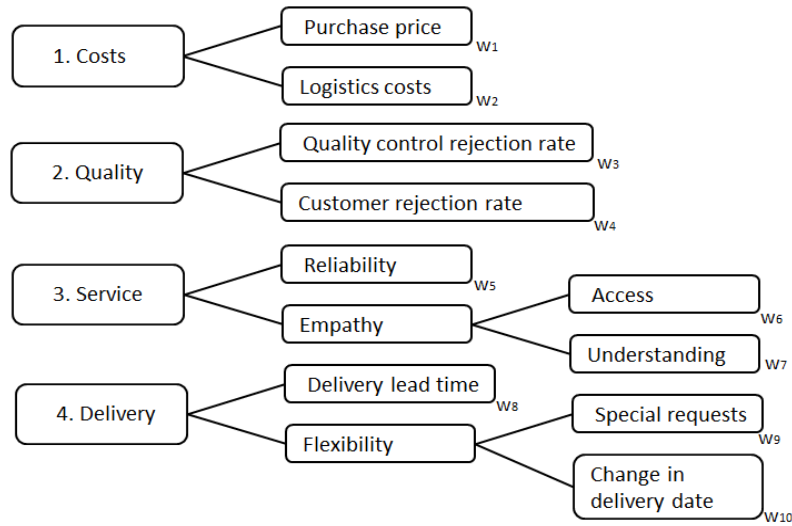 1. Costs
Purchase price
W1
Logistics costs
W2
2. Quality
Quality control rejection rate
W3
Customer rejection rate
W4
3. Service
Reliability
W5
Empathy
Access
W6
Understanding
W7
4. Delivery
Delivery lead time
W8
Flexibility
Special requests
W9
Change in
delivery date
W10